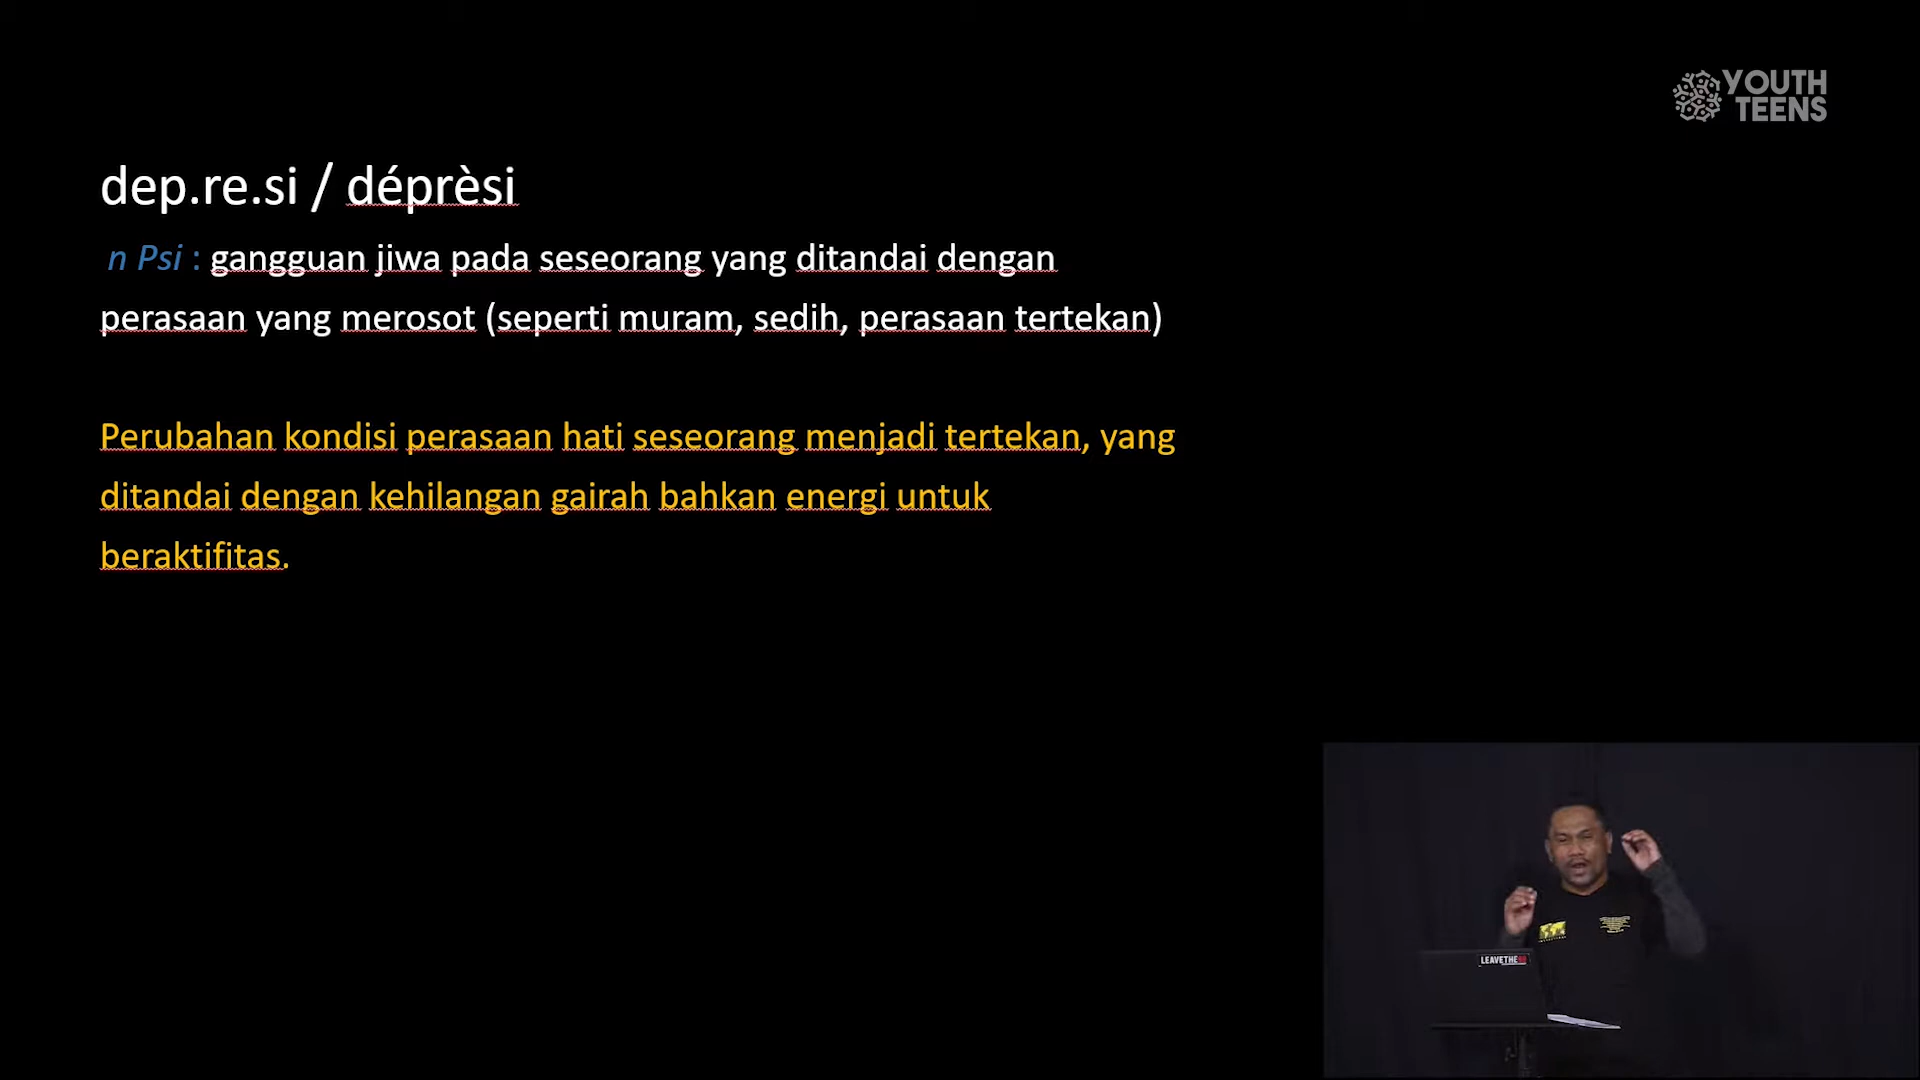 YOUTH
TEENS
dep.re.si / déprèsi
n Psi : gangguan jiwa pada seseorang yang ditandai dengan
perasaan yang merosot (seperti muram, sedih, perasaan tertekan)
Perubahan kondisi perasaan hati seseorang menjadi tertekan, yang
ditandai dengan kehilangan gairah bahkan energi untuk
beraktifitas.
LEAVETHE